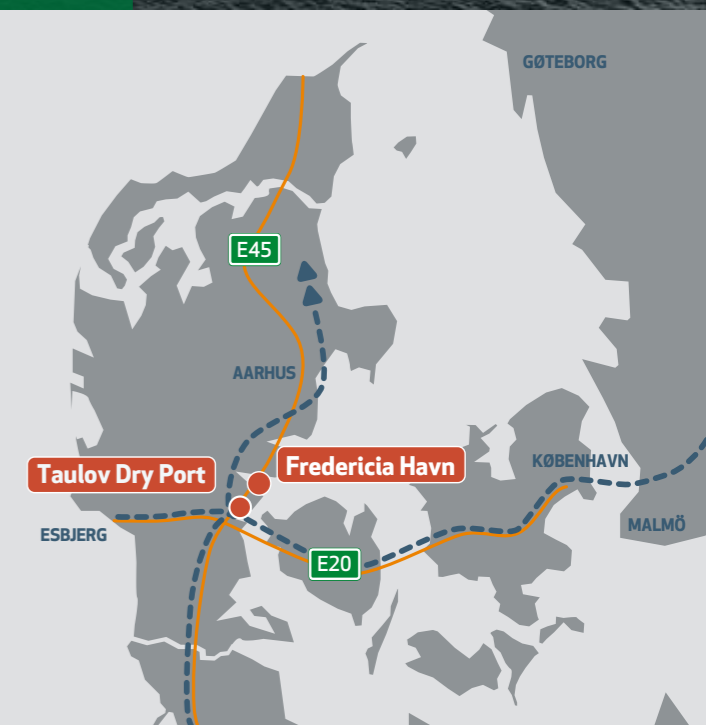 GØTEBORG
E45
AARHUS
Fredericia Havn
Taulov Dry Port
KØBENHAVN
ESBJERG
MALMÖ
E20